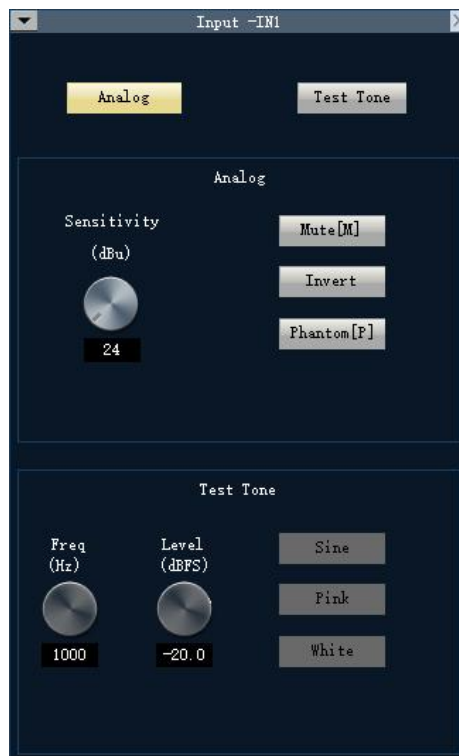 Input -IN1
Analog
Test Tone
Analog
Sensitivity
(dBu)
24
Mute[M]
Invert
Phantom[P]
Test Tone
Freq
(Hz)
1000
Level
(dBFS)
-20.0
Sine
Pink
White